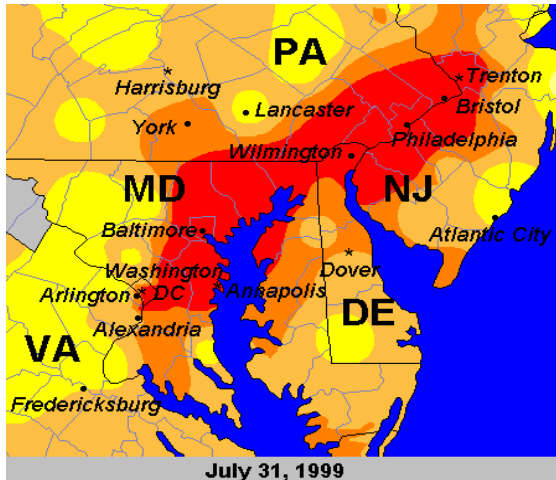 PA
Harrisburg
Trenton
Lancaster
Bristol
York
Philadelphia
Wilmington
MD
NJ
Baltimore
Atlantic City
Washington
DC
Dover
Arlington
Annapolis
Alexandria
DE
VA
Fredericksburg
July 31, 1999